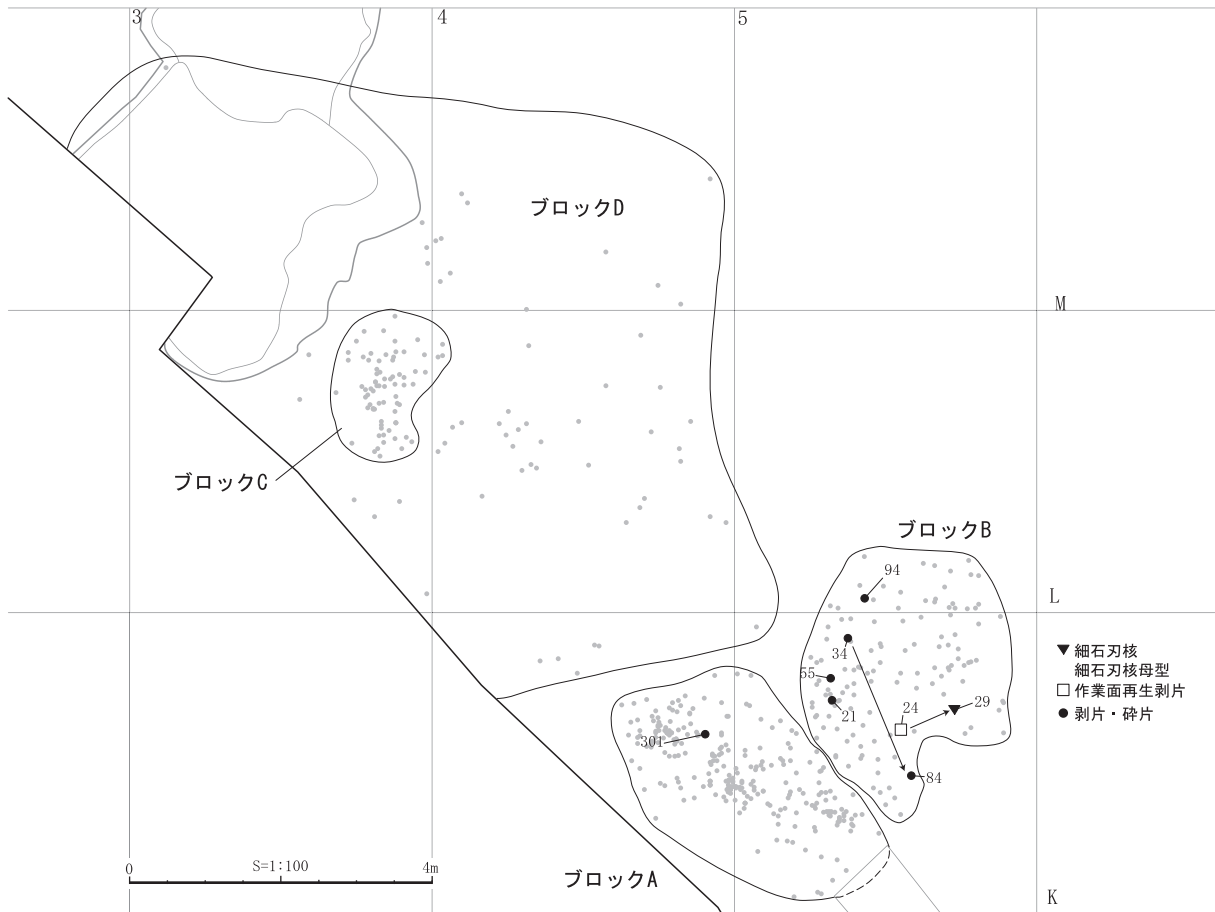 3
4
5
ブロックD
M
ブロックC
ブロックB
94
L
34
55
21
24
29
84
301
▼細石刃核
細石刃核母型
□作業面再生剥片
●剥片・砕片
0
S=1:100
4m
ブロックA
K